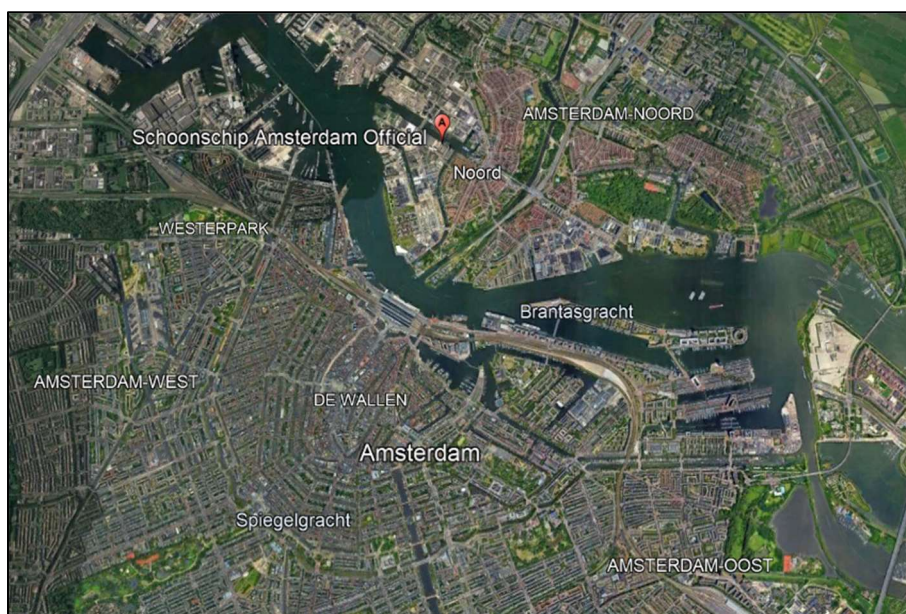 AMSTERDAM-NOORD
A
Schoonschip Amsterdam Official
Noord
WESTERPARK
Brantasgracht
AMSTERDAM-WEST
DE WALLEN
Amsterdam
Spiegelgracht
AMSTERDAM-OOST